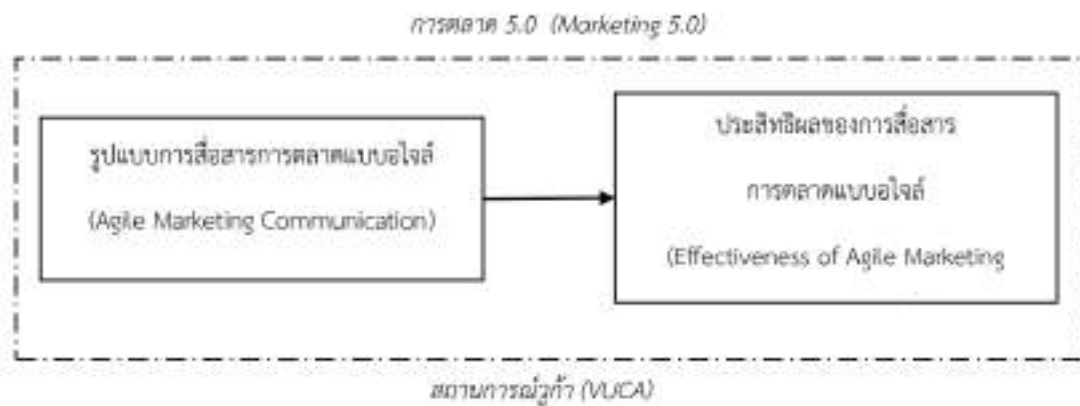 การตลาด 5.0 (Marketing 5.0)
รูปแบบการสื่อสารการตลาดแบบอไจล์
(Agile Marketing Communication)
ประสิทธิผลของการสื่อสาร
การตลาดแบบอไจล์
(Effectiveness of Agile Marketing
สถานการณ์วูก้า (VUCA)